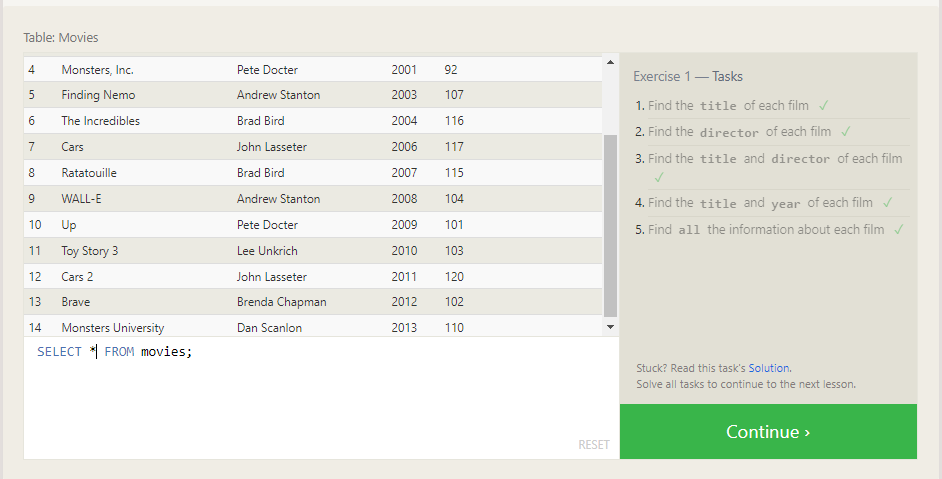 Table: Movies
4 Monsters, Inc. Pete Docter 2001 92
5 Finding Nemo Andrew Stanton 2003 107
6 The Incredibles Brad Bird 2004 116
7 Cars John Lasseter 2006 117
8 Ratatouille Brad Bird 2007 115
9 WALL-E Andrew Stanton 2008 104
10 Up Pete Docter 2009 101
11 Toy Story 3 Lee Unkrich 2010 103
12 Cars 2 John Lasseter 2011 120
13 Brave Brenda Chapman 2012 102
14 Monsters University Dan Scanlon 2013 110
SELECT * FROM movies;
RESET
Exercise 1 — Tasks
1. Find the title of each film ✓
2. Find the director of each film ✓
3. Find the title and director of each film
✓
4. Find the title and year of each film ✓
5. Find all the information about each film ✓
Stuck? Read this task's Solution.
Solve all tasks to continue to the next lesson.
Continue ›